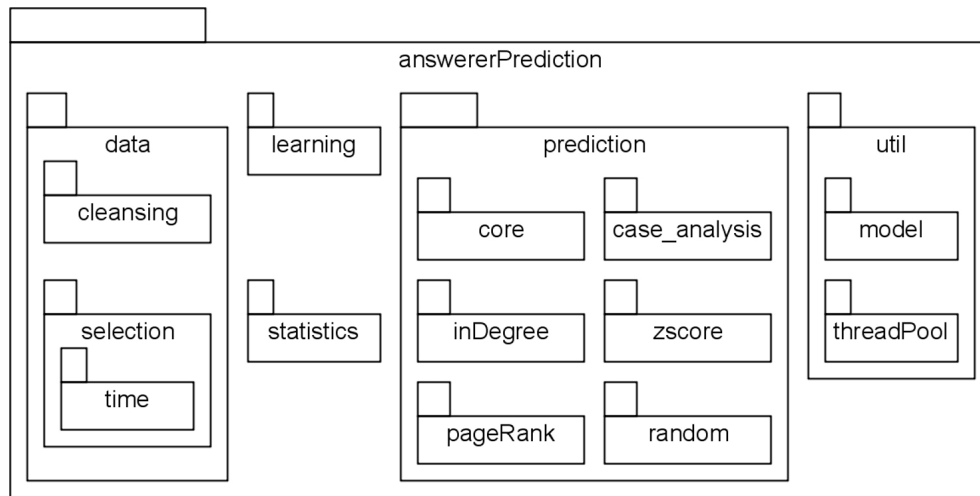 answererPrediction
data
cleansing
selection
time
learning
statistics
prediction
core
case_analysis
inDegree
zscore
pageRank
random
util
model
threadPool